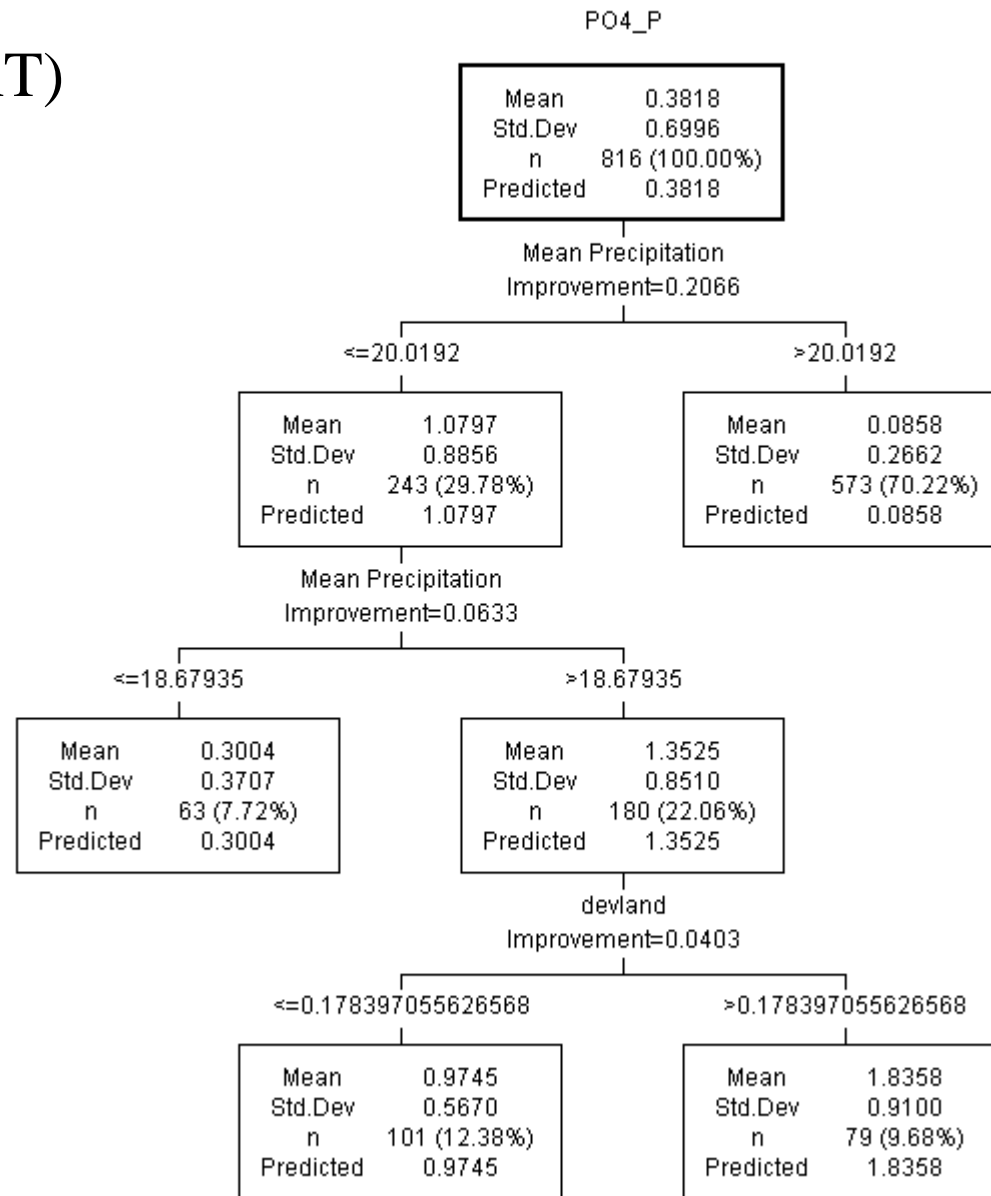 PO4_P
T)
Mean 0.3818
Std.Dev 0.6996
n 816 (100.00%)
Predicted 0.3818
Mean Precipitation
Improvement=0.2066
<=20.0192 >20.0192
Mean 1.0797 Mean 0.0858
Std.Dev 0.8856 Std.Dev 0.2662
n 243 (29.78%) n 573 (70.22%)
Predicted 1.0797 Predicted 0.0858
Mean Precipitation
Improvement=0.0633
<=18.67935 >18.67935
Mean 0.3004 Mean 1.3525
Std.Dev 0.3707 Std.Dev 0.8510
n 63 (7.72%) n 180 (22.06%)
Predicted 0.3004 Predicted 1.3525
devland
Improvement=0.0403
<=0.178397055626568 >0.178397055626568
Mean 0.9745 Mean 1.8358
Std.Dev 0.5670 Std.Dev 0.9100
n 101 (12.38%) n 79 (9.68%)
Predicted 0.9745 Predicted 1.8358